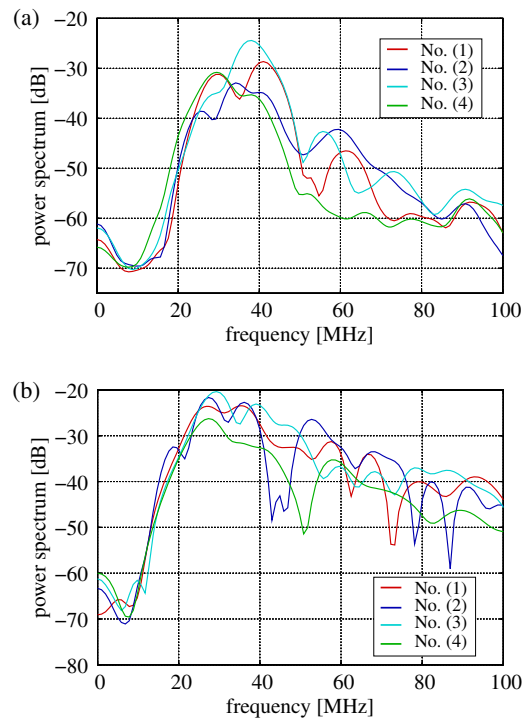 (a)
−20
−30
−40
−50
−60
−70
power spectrum [dB]
No. (1)
No. (2)
No. (3)
No. (4)
0 20 40 60 80 100
frequency [MHz]
(b)
−20
−30
−40
−50
−60
−70
−80
power spectrum [dB]
No. (1)
No. (2)
No. (3)
No. (4)
0 20 40 60 80 100
frequency [MHz]